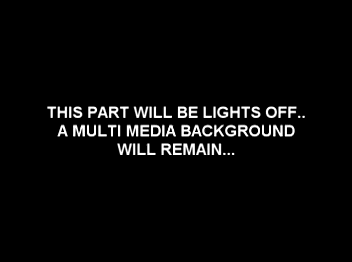 THIS PART WILL BE LIGHTS OFF..
A MULTI MEDIA BACKGROUND
WILL REMAIN...